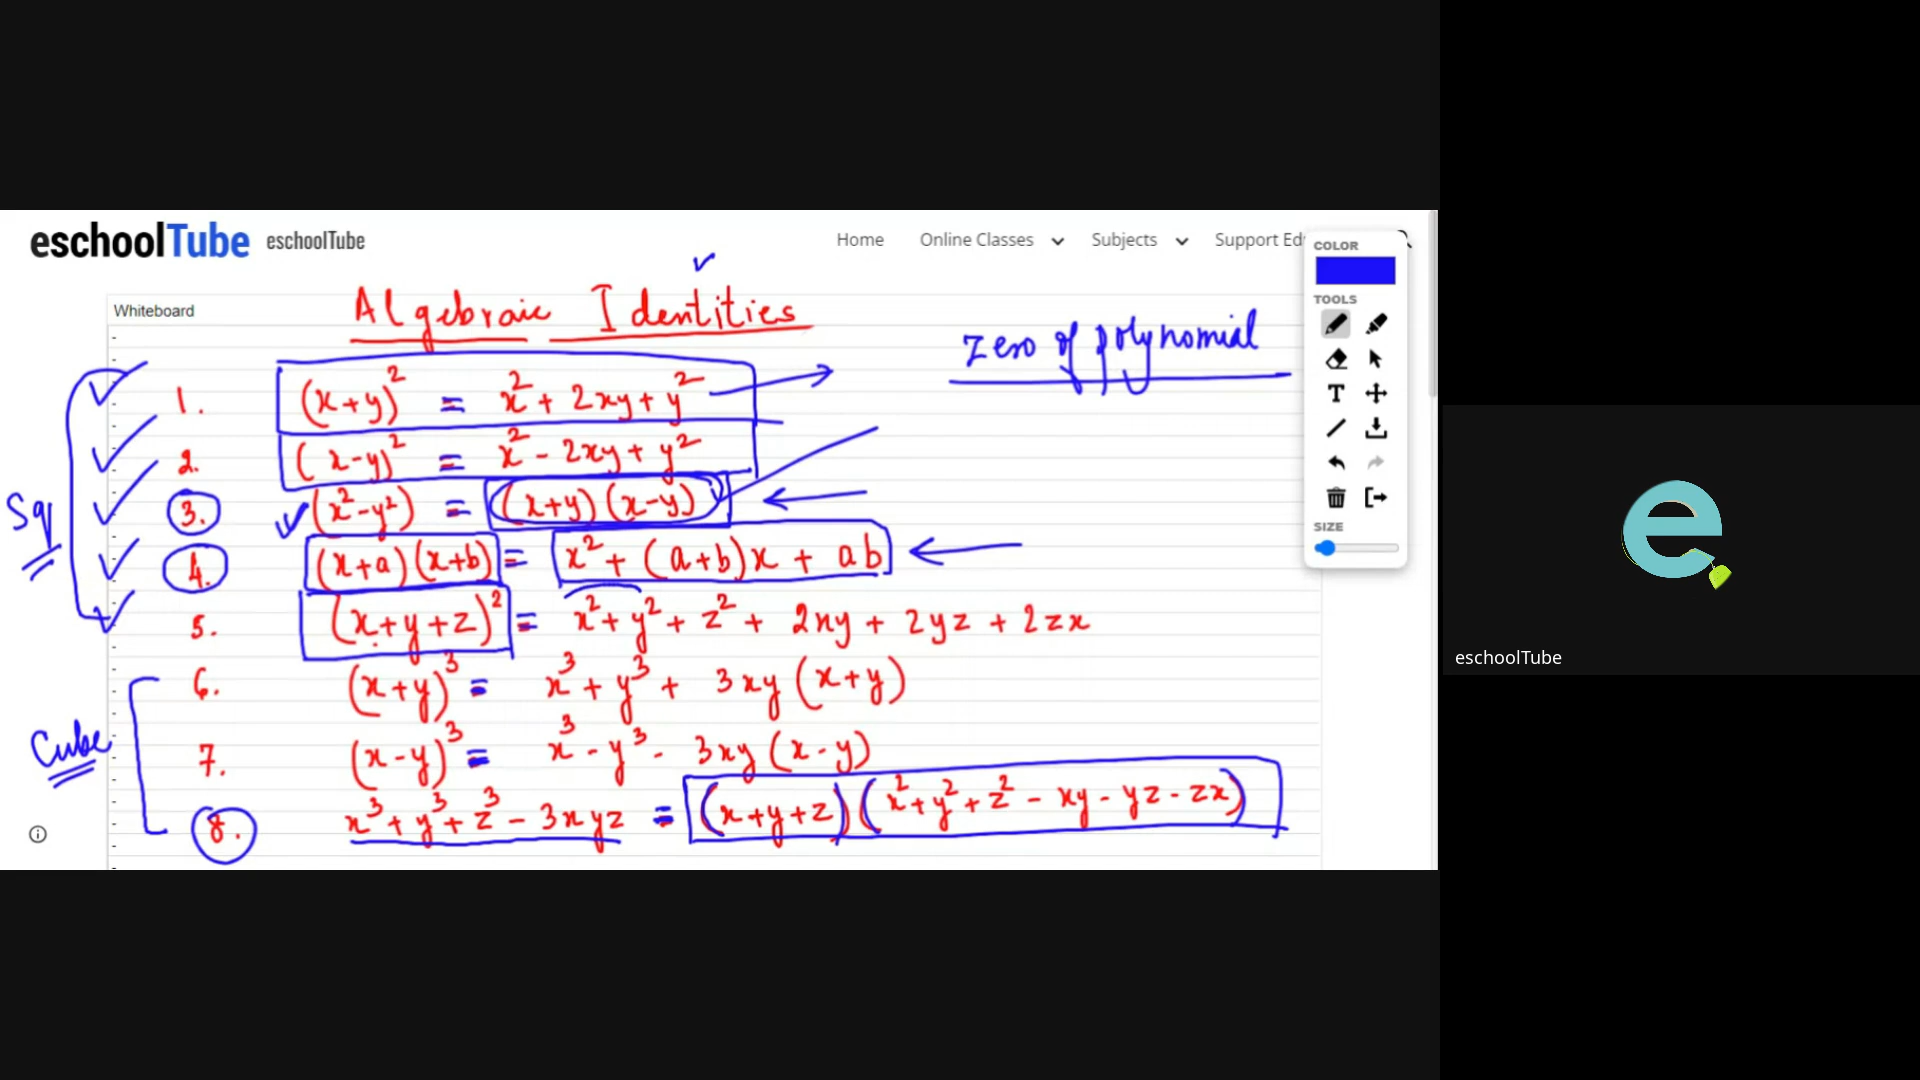 eschoolTube eschoolTube Home Online Classes Subjects Support Ed
COLOR
TOOLS
T
SIZE
Whiteboard
Algebraic Identities
Zero of polynomial
1. (x+y)² = x² + 2xy + y²
2. (x-y)² = x² - 2xy + y²
3. (x²-y²) = (x+y)(x-y)
Sq
4. (x+a)(x+b) = x² + (a+b)x + ab
5. (x+y+z)² = x² + y² + z² + 2xy + 2yz + 2zx
6. (x+y)³ = x³ + y³ + 3xy(x+y)
Cube
7. (x-y)³ = x³ - y³ - 3xy(x-y)
8. x³ + y³ + z³ - 3xyz = (x+y+z)(x² + y² + z² - xy - yz - zx)
e
eschoolTube